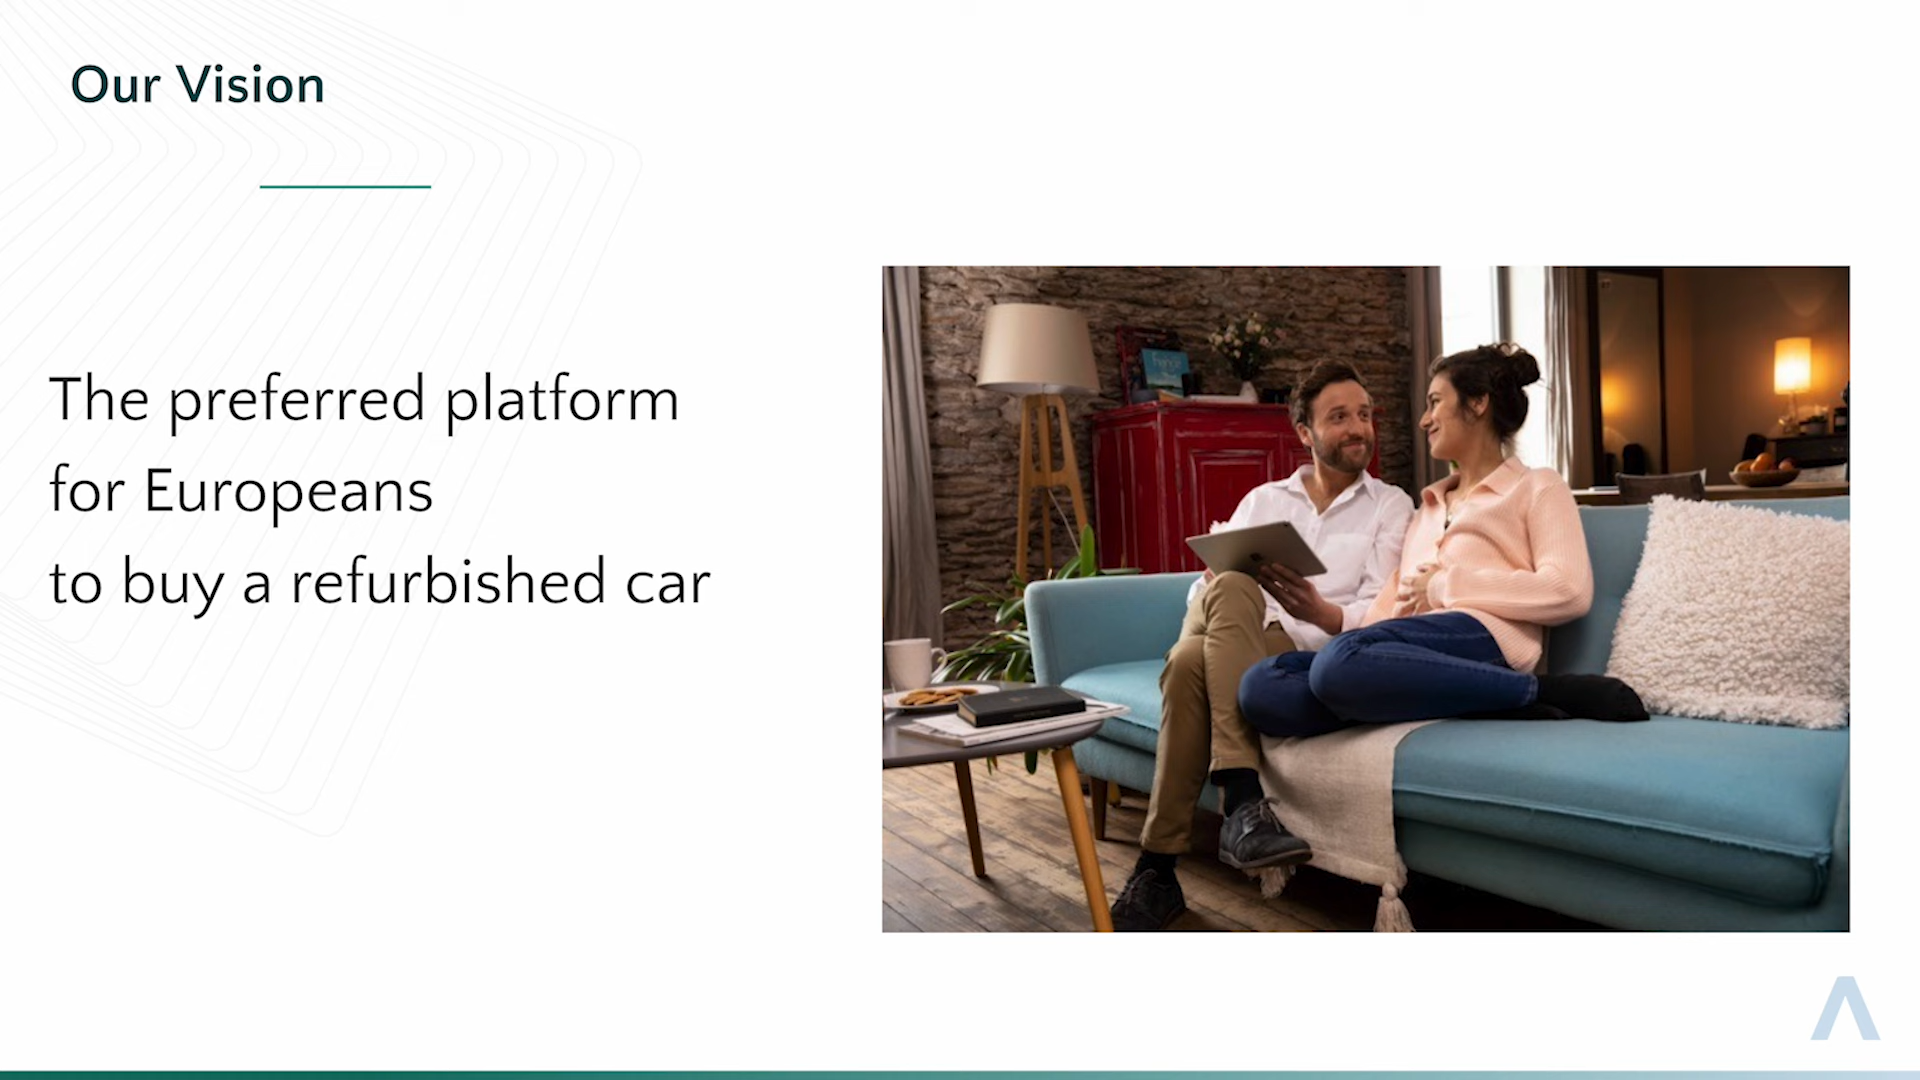 Our Vision
The preferred platform
for Europeans
to buy a refurbished car